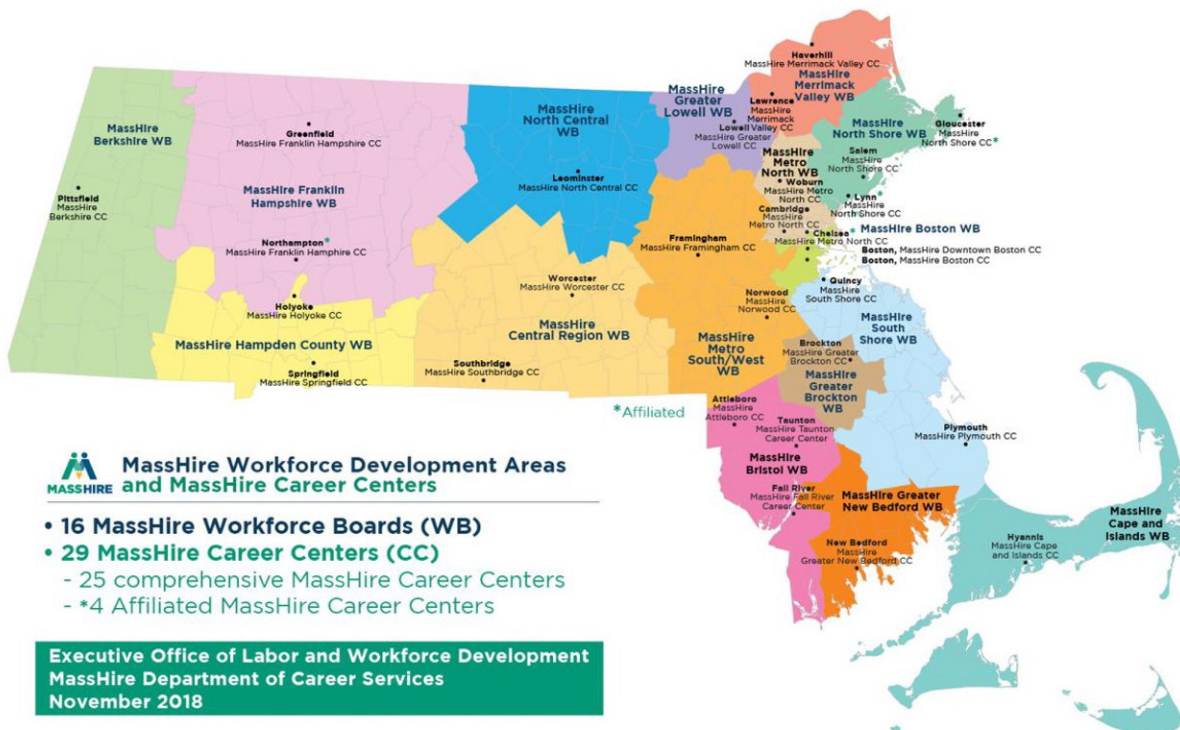 Haverhill
MassHire Merrimack Valley CC
MassHire
Merrimack
Valley WB
MassHire
Greater
Lowell WB
Lawrence
MassHire
Merrimack
Valley CC
Lowell
MassHire Greater
Lowell CC
MassHire
North Central
WB
Leominster
MassHire North Central CC
MassHire
Berkshire WB
Pittsfield
MassHire
Berkshire CC
Greenfield
MassHire Franklin Hampshire CC
MassHire Franklin
Hampshire WB
Northampton*
MassHire Franklin Hamphire CC
Holyoke
MassHire Holyoke CC
MassHire Hampden County WB
Springfield
MassHire Springfield CC
Worcester
MassHire Worcester CC
MassHire
Central Region WB
Southbridge
MassHire Southbridge CC
MassHire
North Shore WB
Gloucester
MassHire
North Shore CC*
Salem
MassHire
North Shore CC
Lynn
MassHire
North Shore CC
MassHire
Metro
North WB
Woburn
MassHire Metro
North CC
Cambridge
MassHire
Metro North CC
Chelsea
MassHire Metro North CC
* MassHire Boston WB
Boston, MassHire Downtown Boston CC
Boston, MassHire Boston CC
Framingham
MassHire Framingham CC
Norwood
MassHire
Norwood CC
MassHire
Metro
South/West
WB
Quincy
MassHire
South Shore CC
MassHire
South
Shore WB
Brockton
MassHire Greater
Brockton CC
MassHire
Greater
Brockton
WB
Plymouth
MassHire Plymouth CC
*Affiliated
Attleboro
MassHire
Attleboro CC
Taunton
MassHire Taunton
Career Center
MassHire
Bristol WB
Fall River
MassHire Fall River
Career Center
MassHire Greater
New Bedford WB
New Bedford
MassHire
Greater New Bedford CC
Hyannis
MassHire Cape
and Islands CC
MassHire
Cape and
Islands WB
MASSHIRE
MassHire Workforce Development Areas
and MassHire Career Centers
• 16 MassHire Workforce Boards (WB)
• 29 MassHire Career Centers (CC)
- 25 comprehensive MassHire Career Centers
- *4 Affiliated MassHire Career Centers
Executive Office of Labor and Workforce Development
MassHire Department of Career Services
November 2018